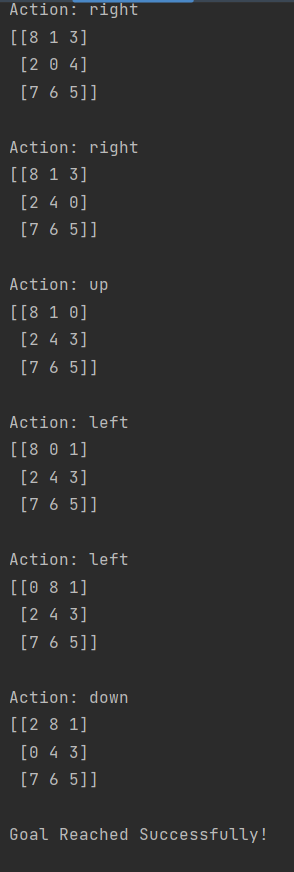 Action: right
[[8 1 3]
 [2 0 4]
 [7 6 5]]

Action: right
[[8 1 3]
 [2 4 0]
 [7 6 5]]

Action: up
[[8 1 0]
 [2 4 3]
 [7 6 5]]

Action: left
[[8 0 1]
 [2 4 3]
 [7 6 5]]

Action: left
[[0 8 1]
 [2 4 3]
 [7 6 5]]

Action: down
[[2 8 1]
 [0 4 3]
 [7 6 5]]

Goal Reached Successfully!